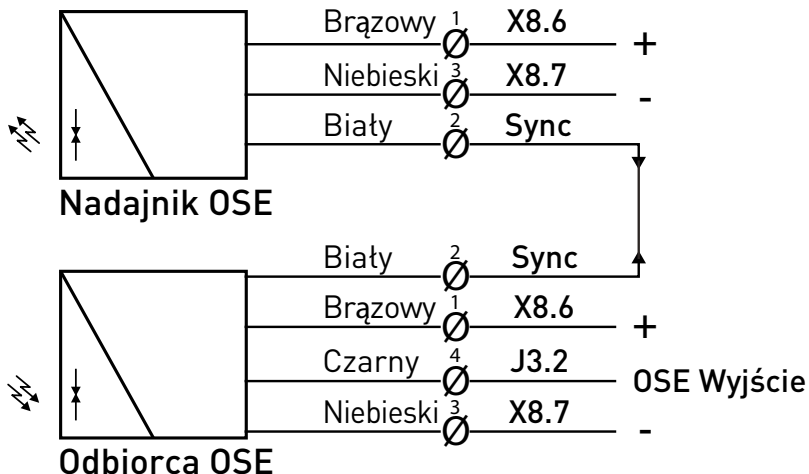 Brązowy 1 X8.6 +
Niebieski 3 X8.7 -
Biały 2 Sync
Nadajnik OSE
Biały 2 Sync
Brązowy 1 X8.6 +
Czarny 4 J3.2 OSE Wyjście
Niebieski 3 X8.7 -
Odbiorca OSE